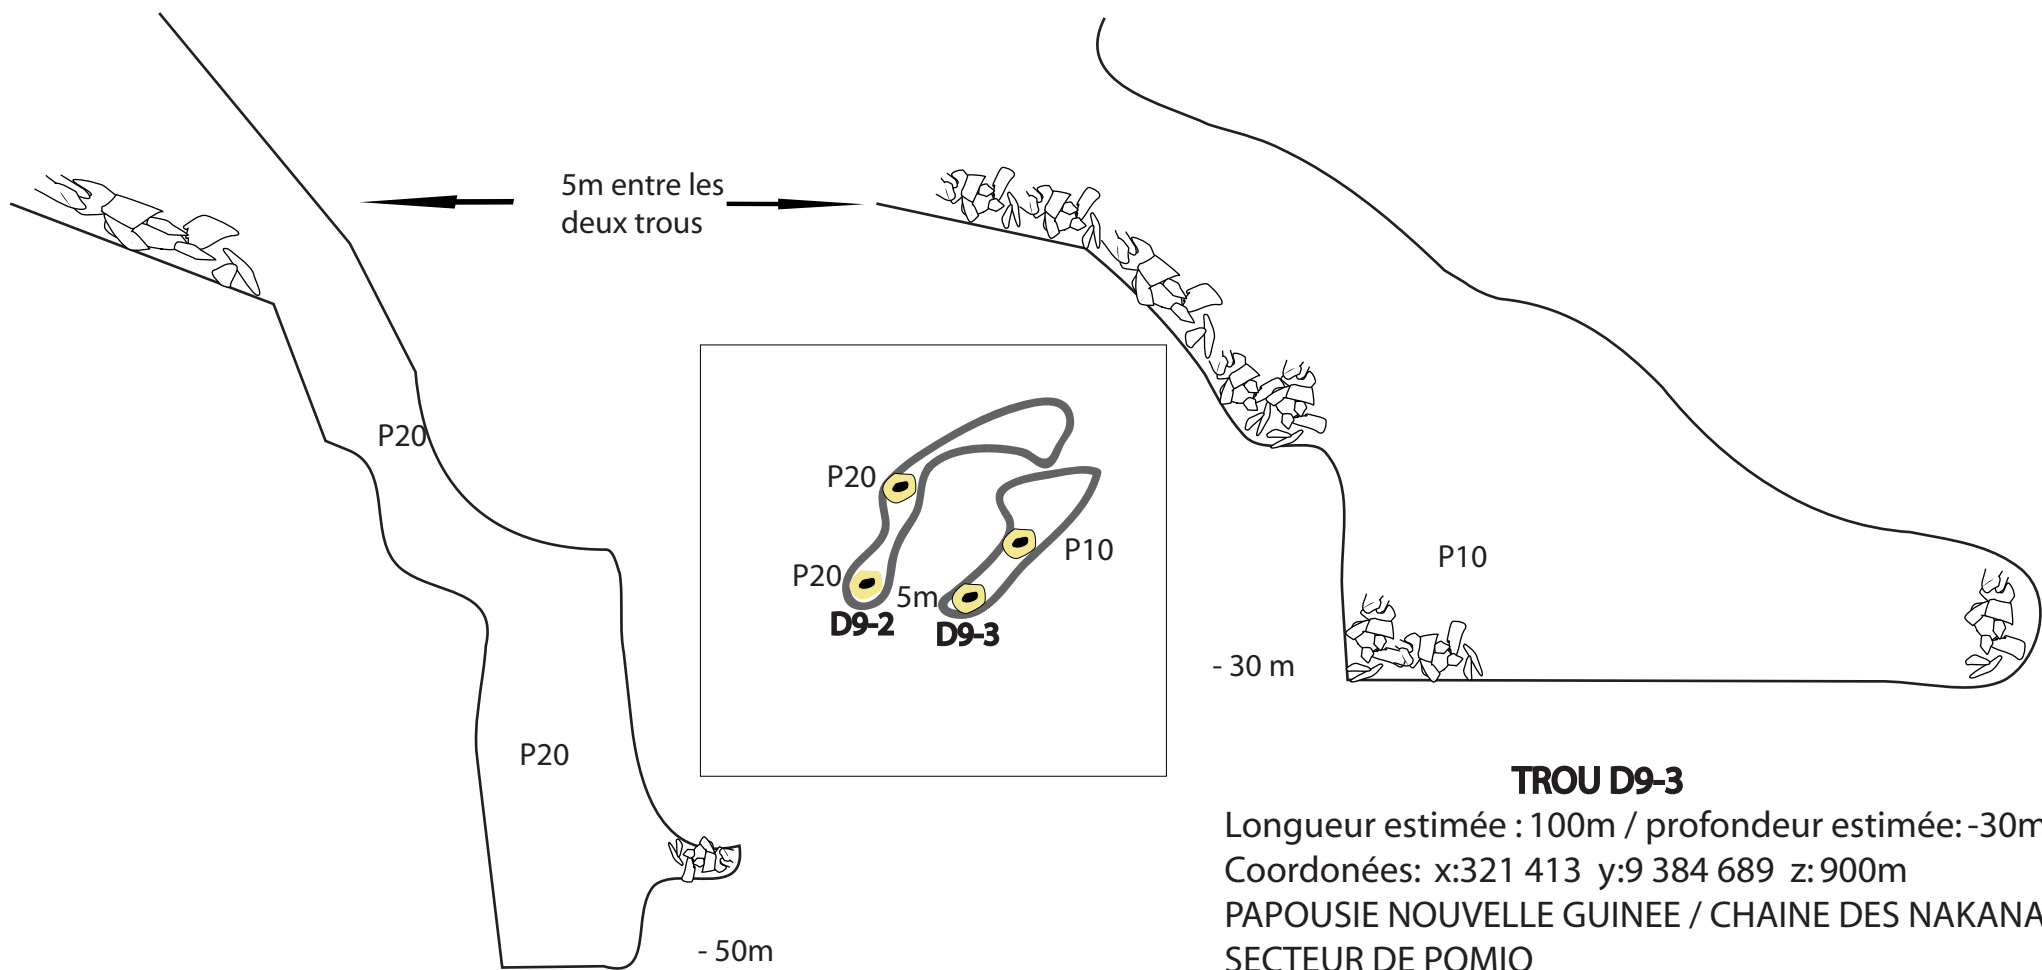 5m entre les
deux trous
P20
P20
P20
P20
P10
5m
D9-2
D9-3
P10
- 30 m
P20
- 50m
TROU D9-3
Longueur estimée : 100m / profondeur estimée: -30m
Coordonées: x:321 413 y:9 384 689 z: 900m
PAPOUSIE NOUVELLE GUINEE / CHAINE DES NAKANA
SECTEUR DE POMIO